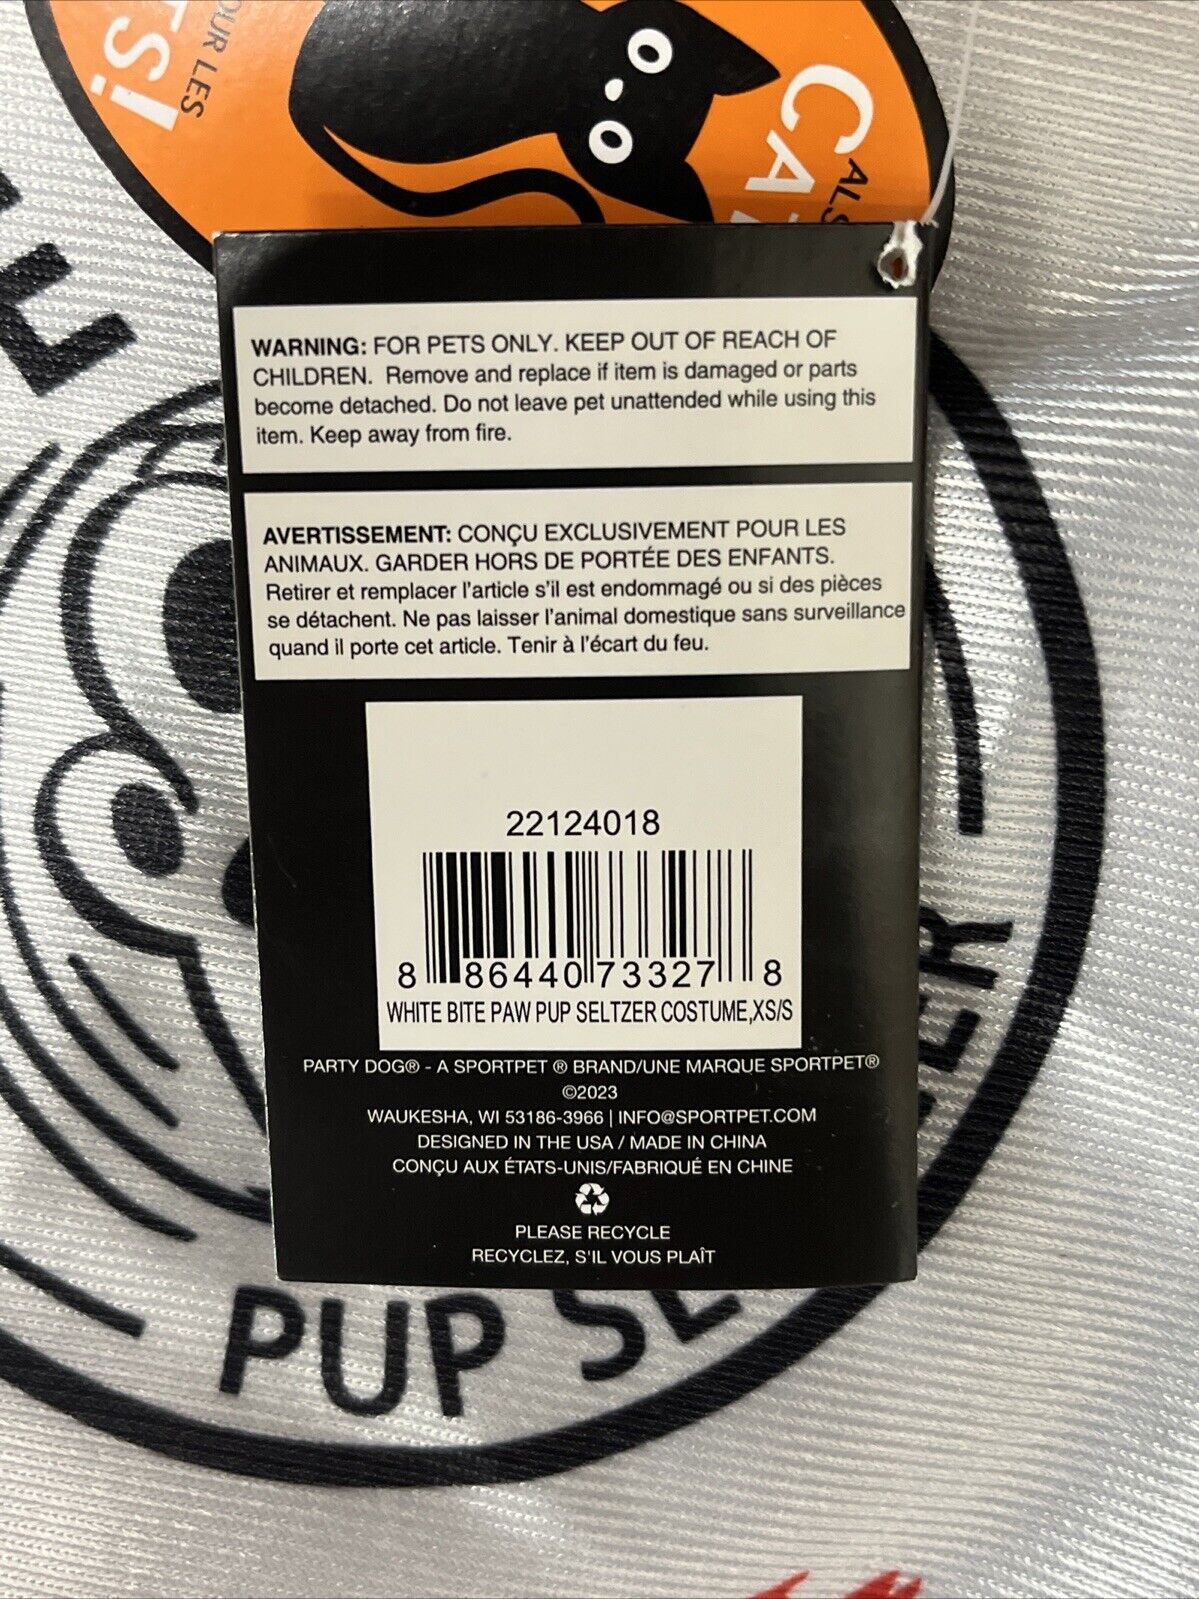 OUR LES
CA
ALS
WARNING: FOR PETS ONLY. KEEP OUT OF REACH OF
CHILDREN. Remove and replace if item is damaged or parts
become detached. Do not leave pet unattended while using this
item. Keep away from fire.
AVERTISSEMENT: CONÇU EXCLUSIVEMENT POUR LES
ANIMAUX. GARDER HORS DE PORTÉE DES ENFANTS.
Retirer et remplacer l'article s'il est endommagé ou si des pièces
se détachent. Ne pas laisser l'animal domestique sans surveillance
quand il porte cet article. Tenir à l'écart du feu.
22124018
8 86440 73327 8
WHITE BITE PAW PUP SELTZER COSTUME,XS/S
PARTY DOG® - A SPORTPET ® BRAND/UNE MARQUE SPORTPET®
©2023
WAUKESHA, WI 53186-3966 | INFO@SPORTPET.COM
DESIGNED IN THE USA / MADE IN CHINA
CONÇU AUX ÉTATS-UNIS/FABRIQUÉ EN CHINE
PLEASE RECYCLE
RECYCLEZ, S'IL VOUS PLAÎT
PUP SE
ER